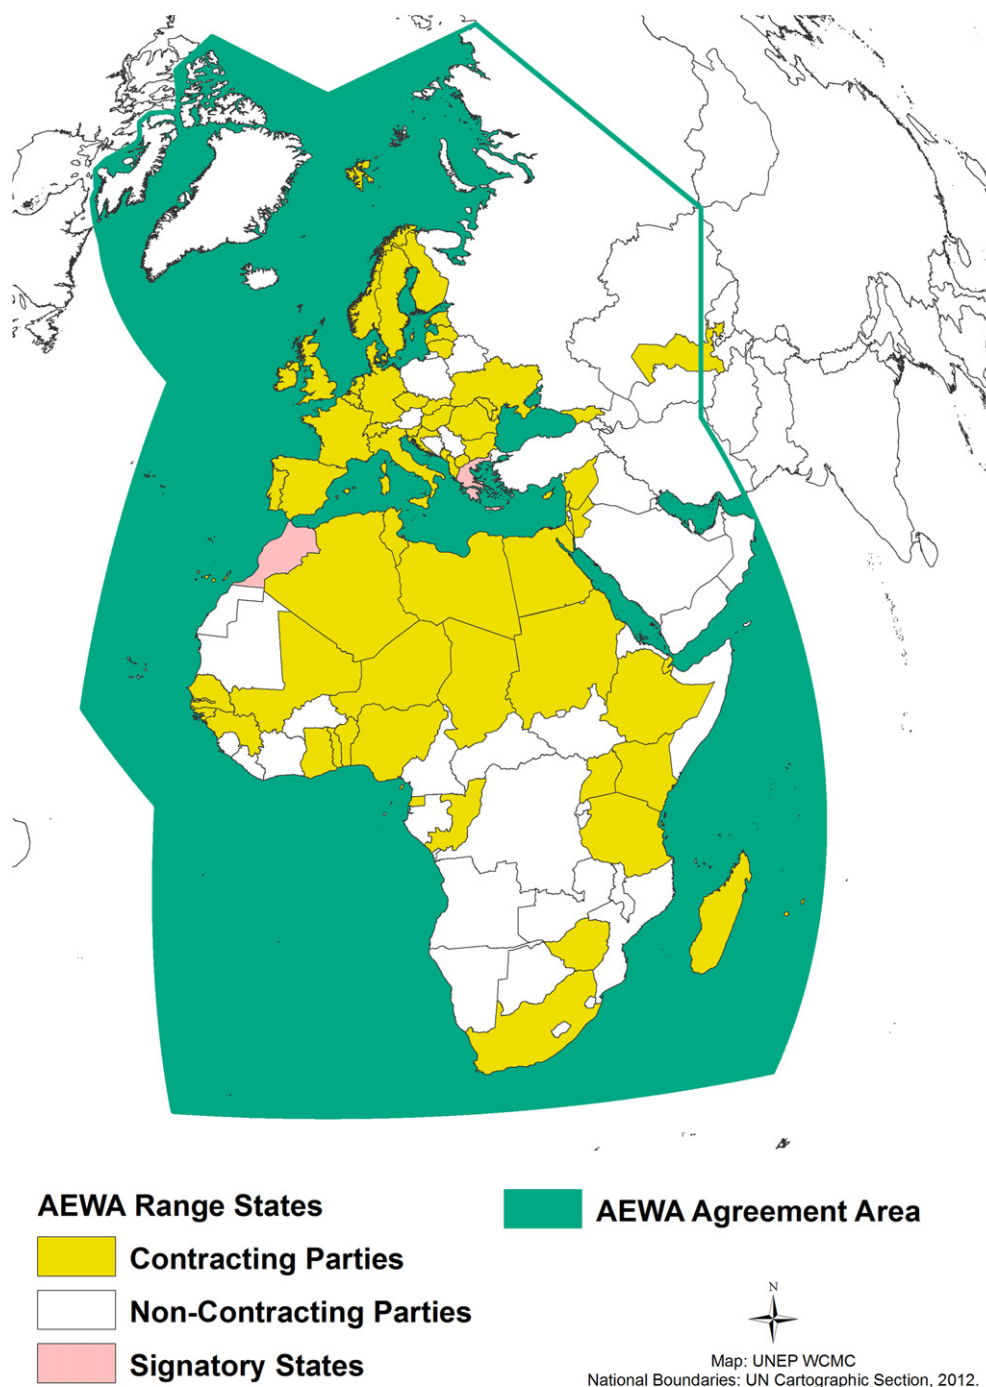 AEWA Range States
Contracting Parties
Non-Contracting Parties
Signatory States
AEWA Agreement Area
N
Map: UNEP WCMC
National Boundaries: UN Cartographic Section, 2012.